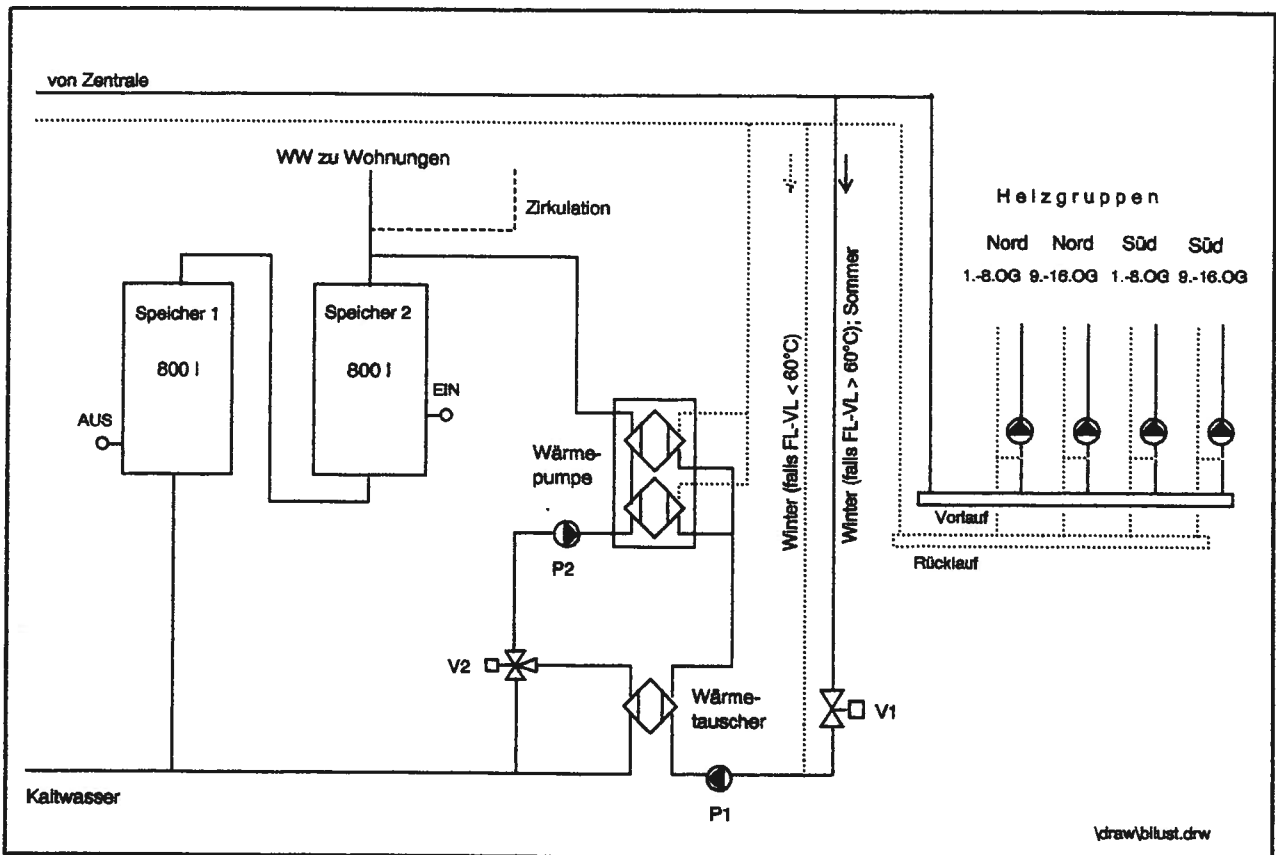 von Zentrale
WW zu Wohnungen
Zirkulation
Heizgruppen
Nord Nord Süd Süd
1.-8.OG 9.-16.OG 1.-8.OG 9.-16.OG
Speicher 1
800 l
Speicher 2
800 l
EIN
AUS
Wärme-
pumpe
Winter (falls FL-VL < 60°C)
Winter (falls FL-VL > 60°C); Sommer
Vorlauf
Rücklauf
P2
V2
Wärme-
tauscher
V1
P1
Kaltwasser
\draw\bilust.drw